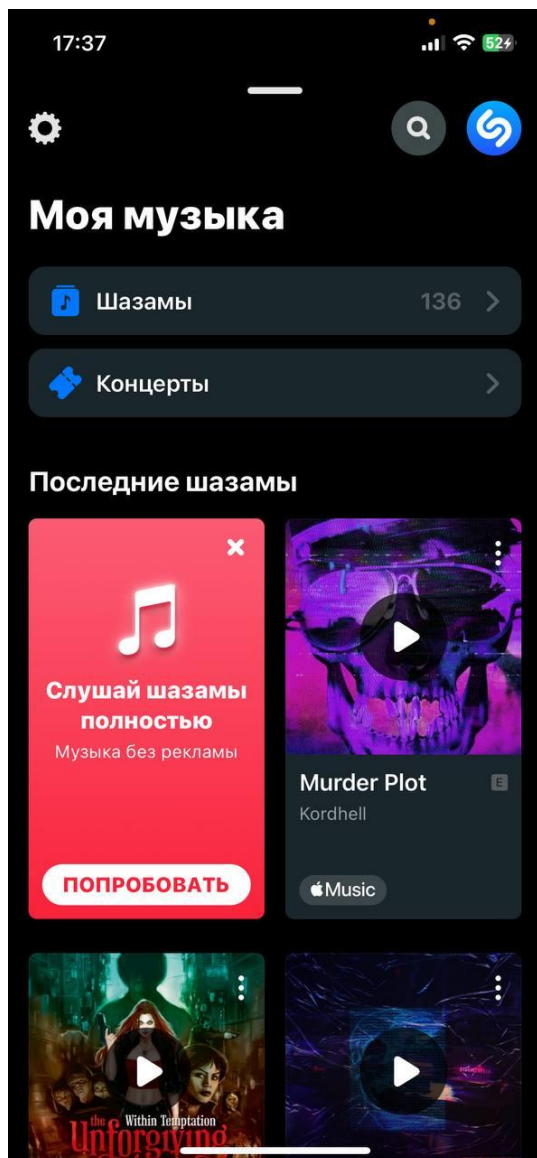 17:37
52
Моя музыка
Шазамы 136
Концерты
Последние шазамы
Слушай шазамы
полностью
Музыка без рекламы
ПОПРОБОВАТЬ
Murder Plot E
Kordhell
Music
Within Temptation
the
Unforgiving